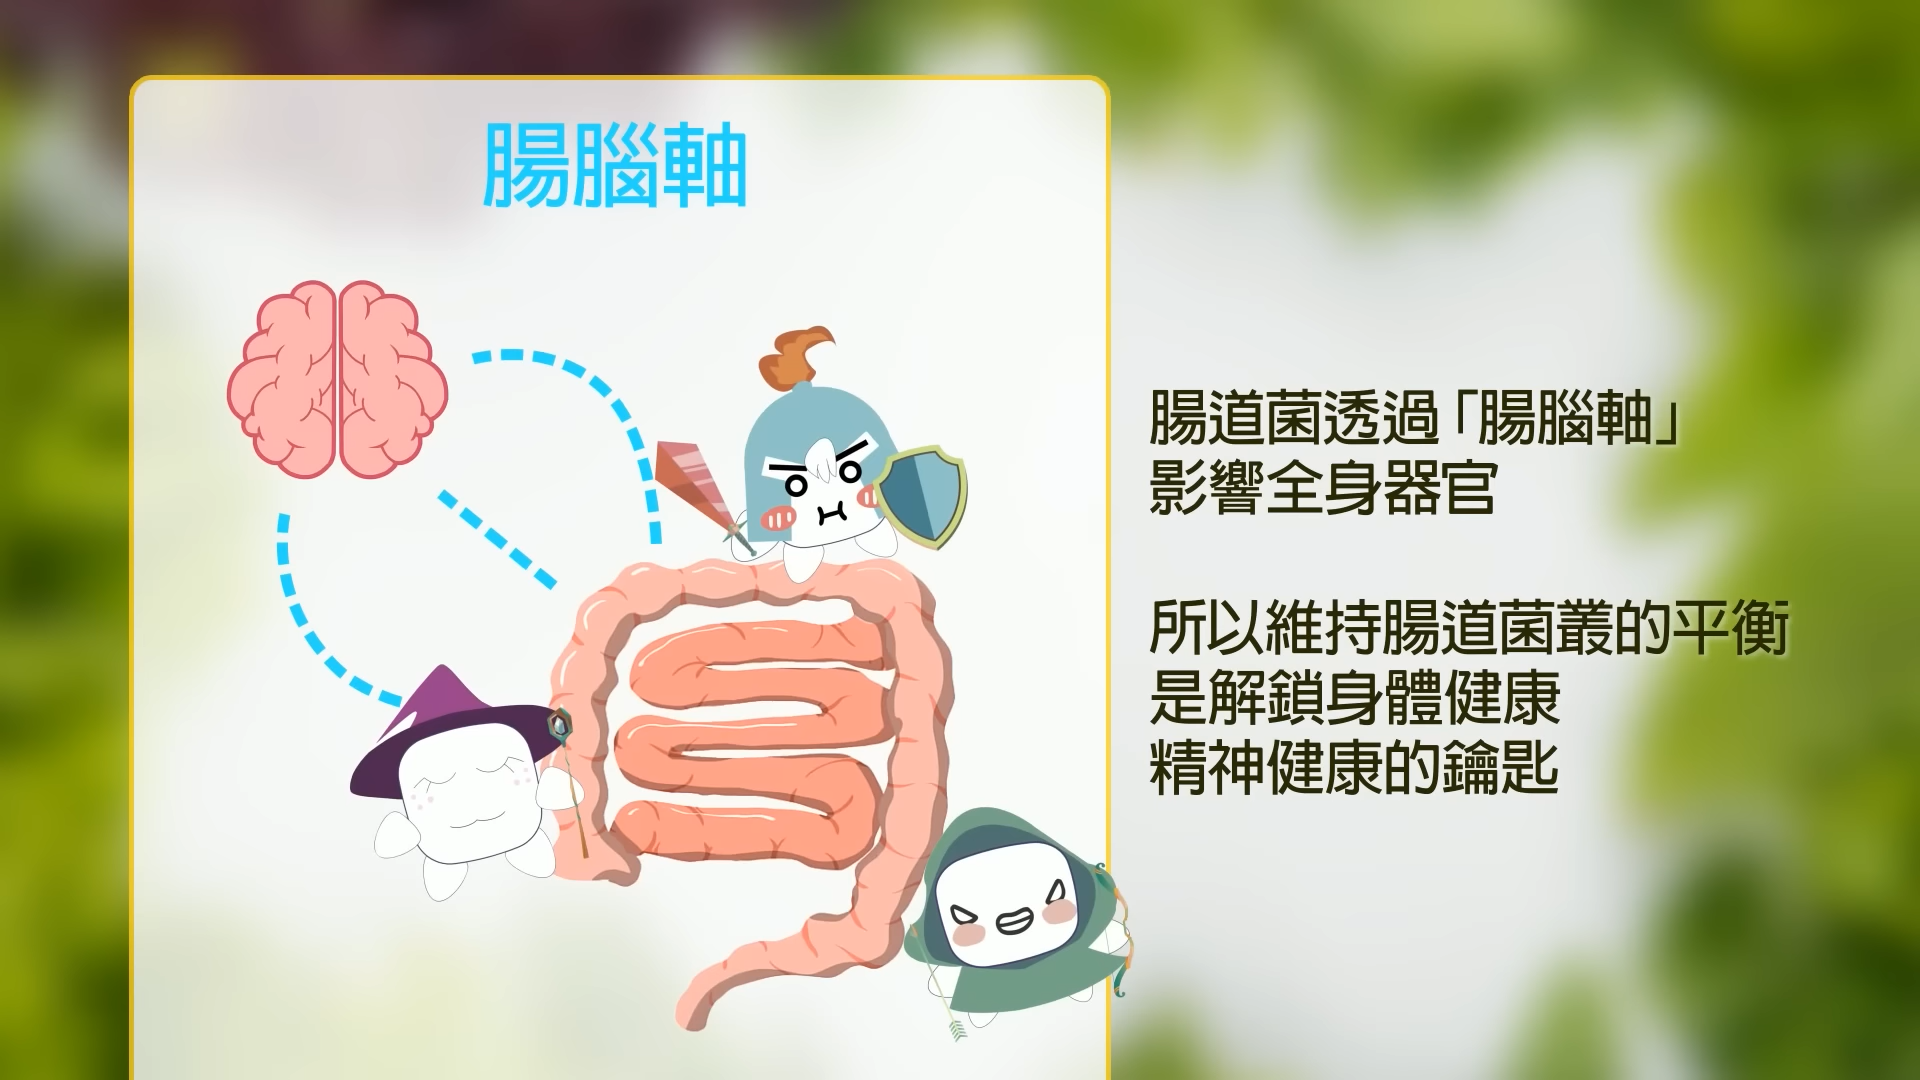 腸腦軸
腸道菌透過「腸腦軸」
影響全身器官
所以維持腸道菌叢的平衡
是解鎖身體健康
精神健康的鑰匙